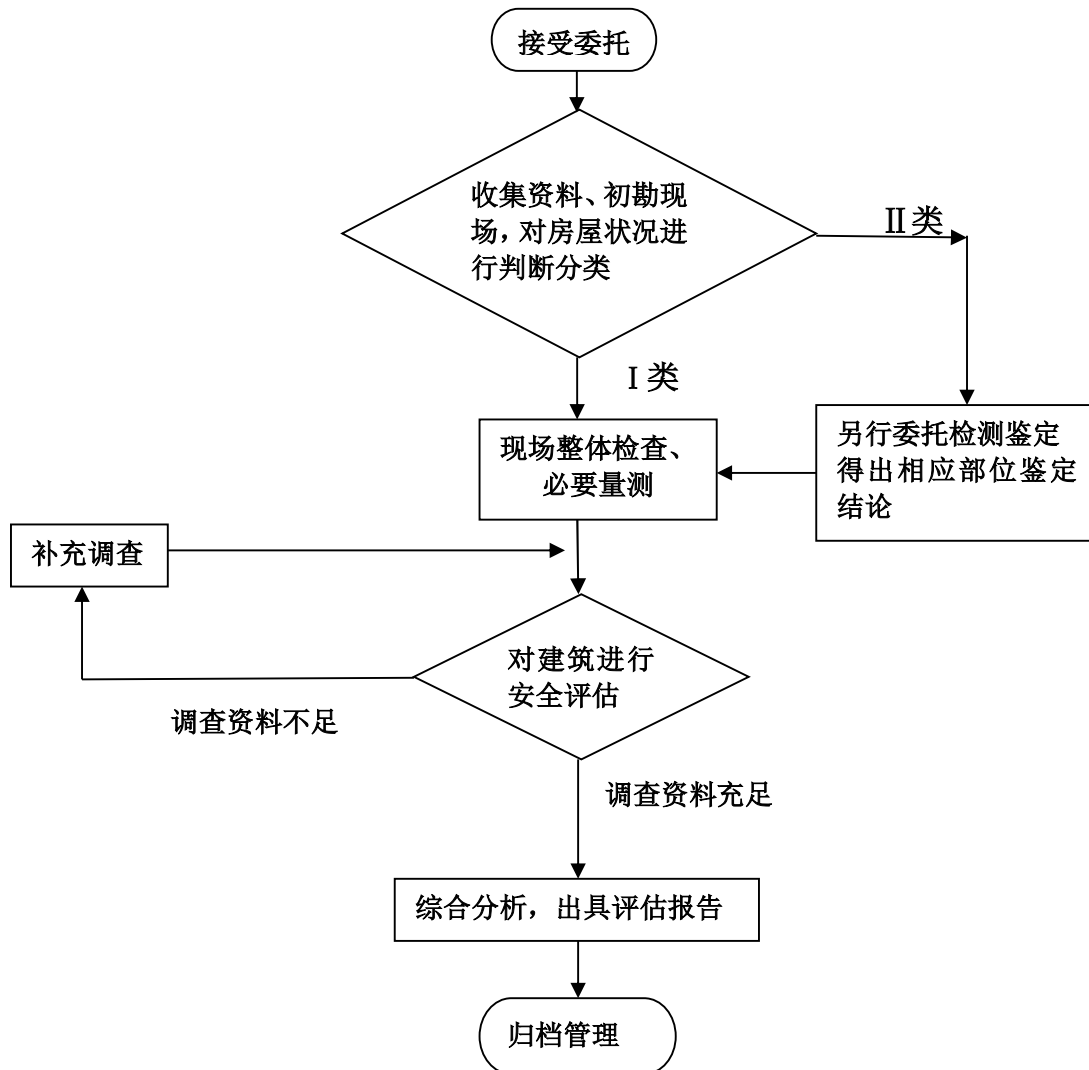 接受委托
收集资料、初勘现
场，对房屋状况进
行判断分类
Ⅱ类
Ⅰ类
现场整体检查、
必要量测
另行委托检测鉴定
得出相应部位鉴定
结论
补充调查
对建筑进行
安全评估
调查资料不足
调查资料充足
综合分析，出具评估报告
归档管理